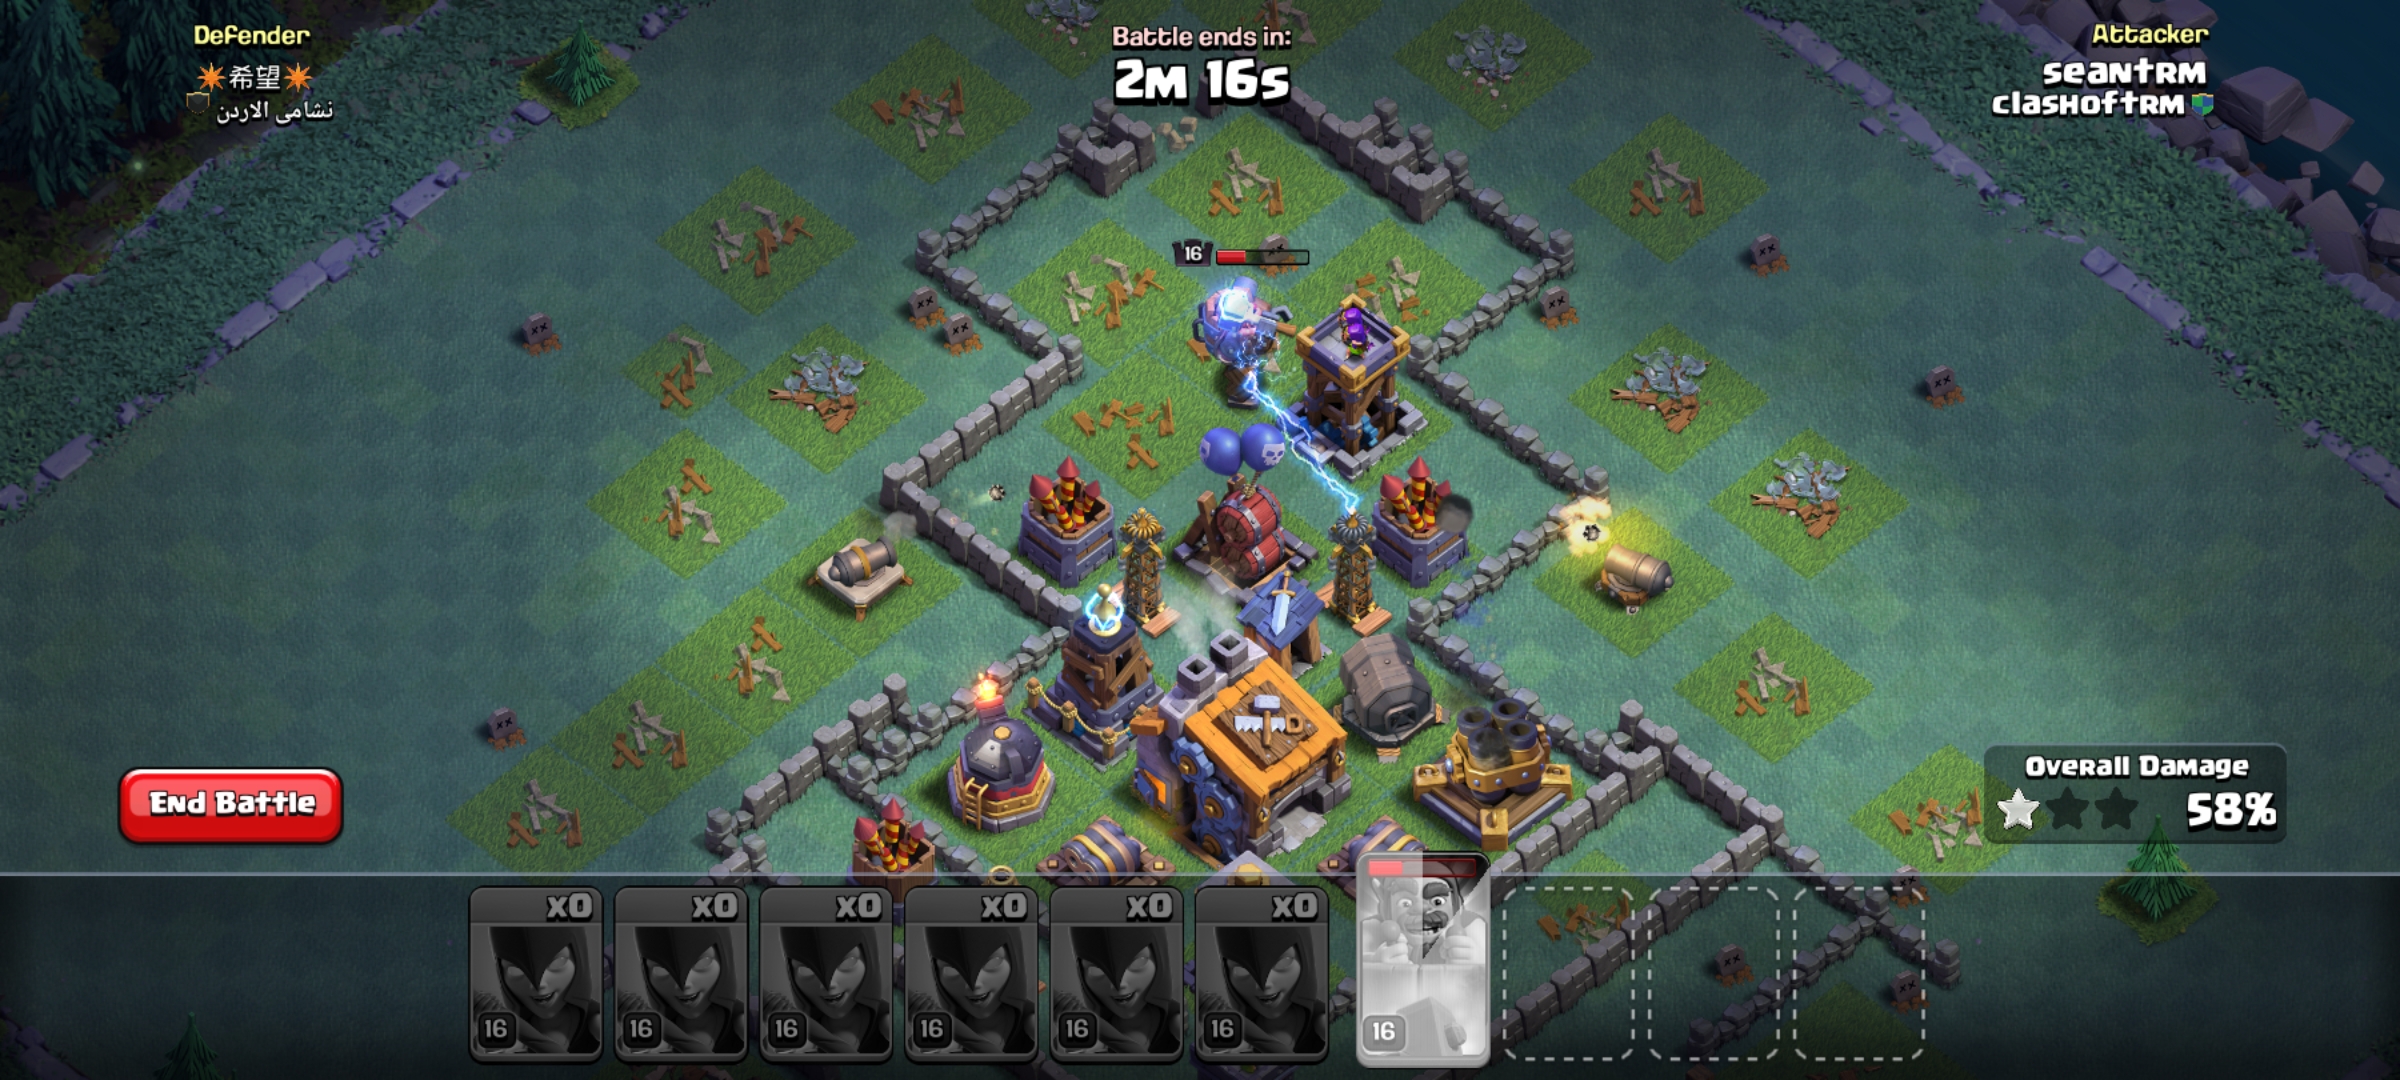 Defender
希望
نشامى الاردن
Battle ends in:
2M 16s
Attacker
seantrm
clashoftrm
16
End Battle
Overall Damage
58%
x0 x0 x0 x0 x0 x0
16 16 16 16 16 16 16